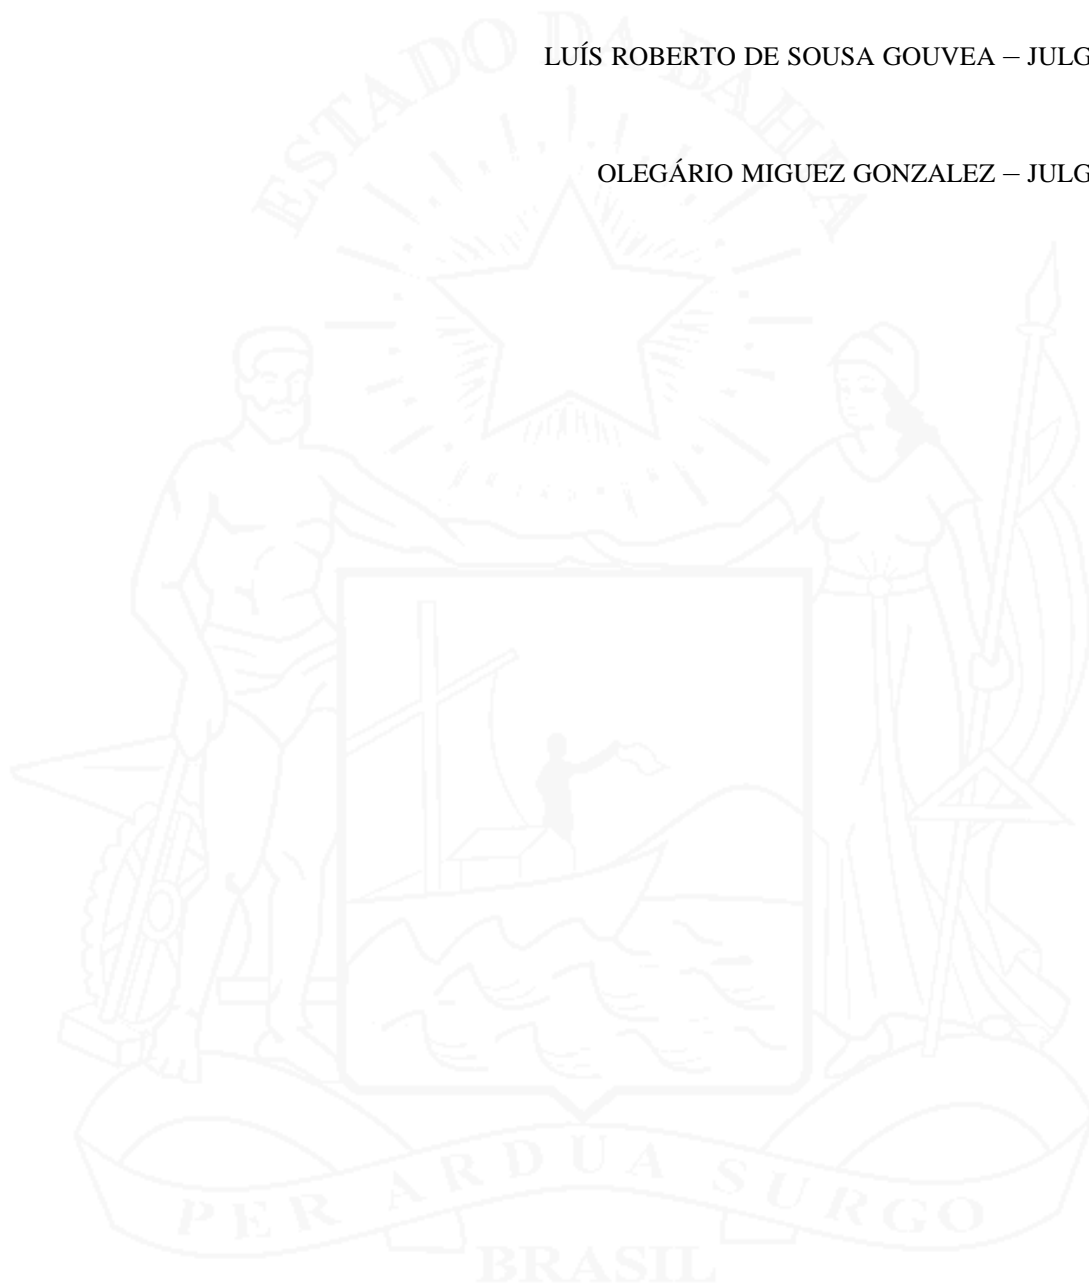 LUÍS ROBERTO DE SOUSA GOUVEA – JULG
OLEGÁRIO MIGUEZ GONZALEZ – JULG
ESTADO DA BAHIA
PER ARDUA SURGO
BRASIL